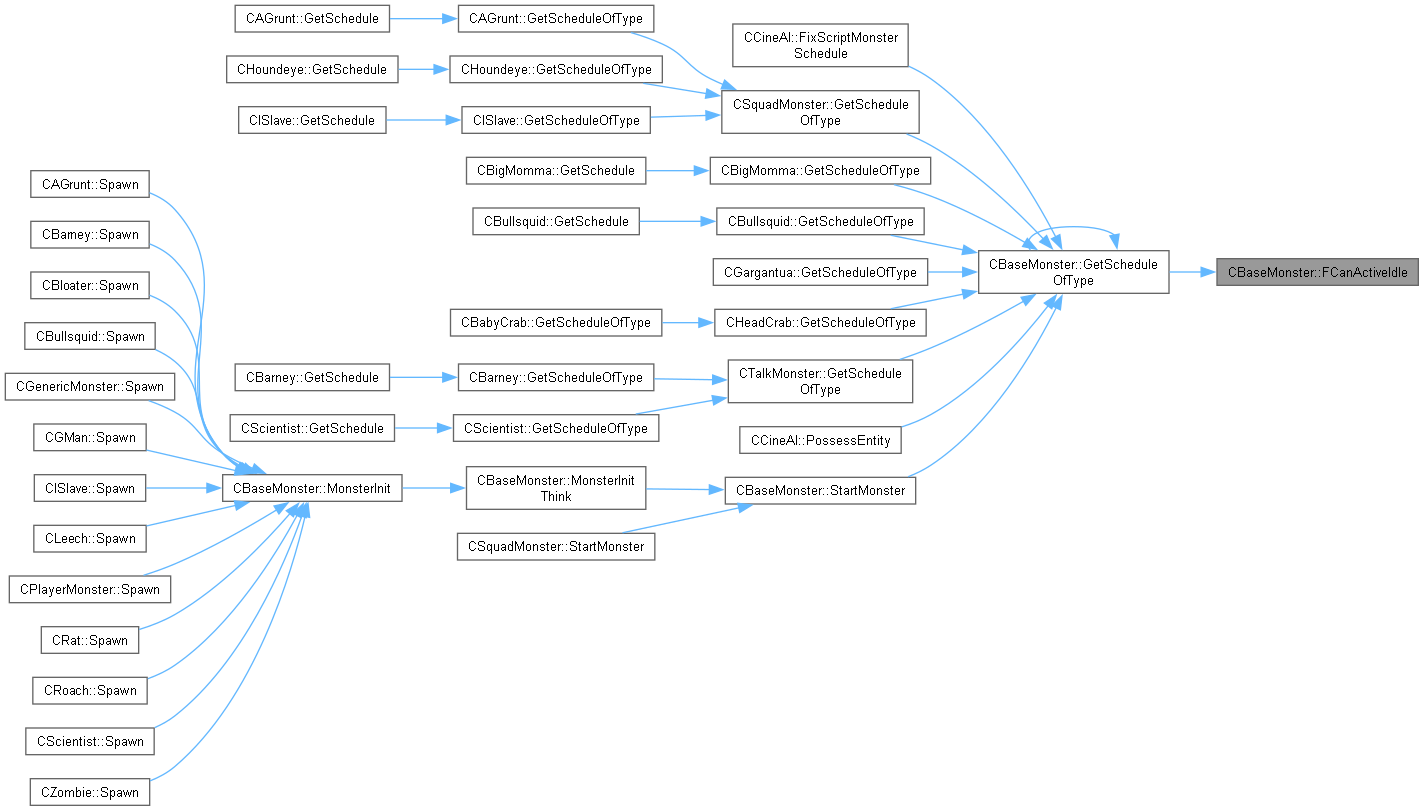 CAGrunt::GetSchedule
CAGrunt::GetScheduleOfType
CCineAI::FixScriptMonster
Schedule
CHoundeye::GetSchedule
CHoundeye::GetScheduleOfType
CSquadMonster::GetSchedule
OfType
CISlave::GetSchedule
CISlave::GetScheduleOfType
CBigMomma::GetSchedule
CBigMomma::GetScheduleOfType
CAGrunt::Spawn
CBullsquid::GetSchedule
CBullsquid::GetScheduleOfType
CBarney::Spawn
CBaseMonster::GetSchedule
OfType
CBaseMonster::FCanActiveIdle
CGargantua::GetScheduleOfType
CBloater::Spawn
CBabyCrab::GetScheduleOfType
CHeadCrab::GetScheduleOfType
CBullsquid::Spawn
CBarney::GetSchedule
CBarney::GetScheduleOfType
CTalkMonster::GetSchedule
OfType
CGenericMonster::Spawn
CScientist::GetSchedule
CScientist::GetScheduleOfType
CCineAI::PossessEntity
CGMan::Spawn
CISlave::Spawn
CBaseMonster::MonsterInit
CBaseMonster::MonsterInit
Think
CBaseMonster::StartMonster
CLeech::Spawn
CSquadMonster::StartMonster
CPlayerMonster::Spawn
CRat::Spawn
CRoach::Spawn
CScientist::Spawn
CZombie::Spawn